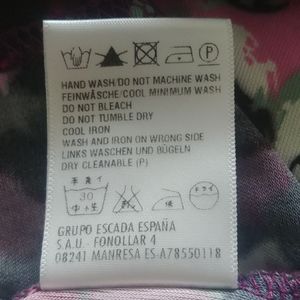 P
HAND WASH/DO NOT MACHINE WASH
FEINWÄSCHE/COOL MINIMUM WASH
DO NOT BLEACH
DO NOT TUMBLE DRY
COOL IRON
WASH AND IRON ON WRONG SIDE
LINKS WASCHEN UND BÜGELN
DRY CLEANABLE (P)
手洗イ
30
中
低
ドライ
GRUPO ESCADA ESPAÑA
S.A.U.- FONOLLAR 4
08241 MANRESA ES-A78550118